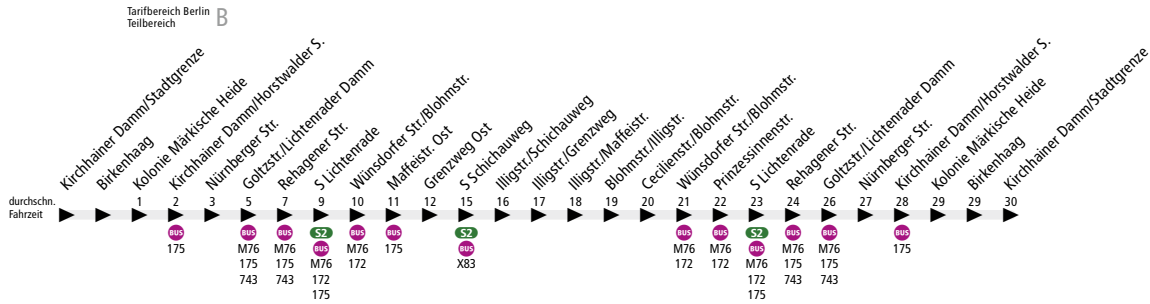 Tarifbereich Berlin
Teilbereich B
Kirchhainer Damm/Stadtgrenze
Birkenhaag
Kolonie Märkische Heide
Kirchhainer Damm/Horstwalder S.
Nürnberger Str.
Goltzstr./Lichtenrader Damm
Rehagener Str.
S Lichtenrade
Wünsdorfer Str./Blohmstr.
Maffeistr. Ost
Grenzweg Ost
S Schichauweg
Illigstr./Schichauweg
Illigstr./Grenzweg
Illigstr./Maffeistr.
Blohmstr./Illigstr.
Cecilienstr./Blohmstr.
Wünsdorfer Str./Blohmstr.
Prinzessinnenstr.
S Lichtenrade
Rehagener Str.
Goltzstr./Lichtenrader Damm
Nürnberger Str.
Kirchhainer Damm/Horstwalder S.
Kolonie Märkische Heide
Birkenhaag
Kirchhainer Damm/Stadtgrenze
durchschn.
Fahrzeit
1 2 3 5 7 9 10 11 12 15 16 17 18 19 20 21 22 23 24 26 27 28 29 29 30
BUS BUS BUS S2 BUS BUS S2 BUS BUS S2 BUS BUS BUS
175 M76 M76 BUS M76 175 BUS M76 M76 BUS M76 M76 175
175 175 M76 172 X83 172 172 M76 175 175
743 743 172 172 743 743
175 175